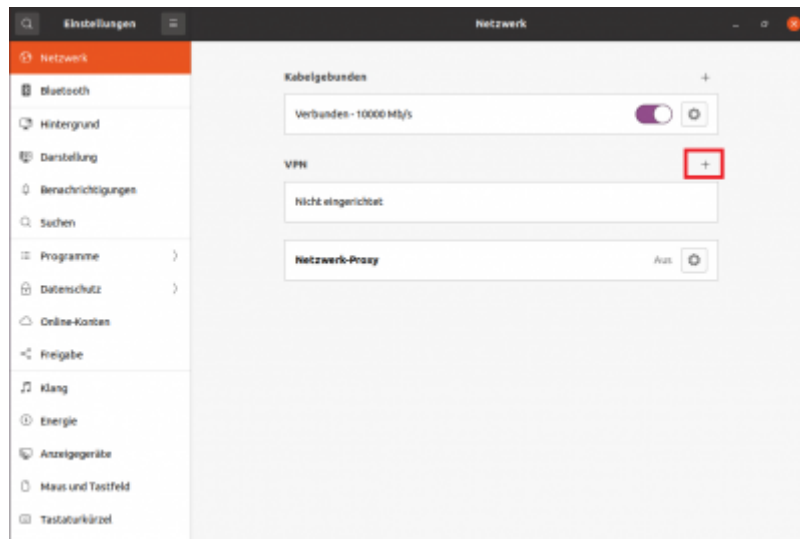 Einstellungen
Netzwerk
Netzwerk
Bluetooth
Hintergrund
Darstellung
Benachrichtigungen
Suchen
Programme
Datenschutz
Online-Konten
Freigabe
Klang
Energie
Anzeigegeräte
Maus und Tastfeld
Tastaturkürzel
Kabelgebunden +
Verbunden - 10000 Mb/s
VPN +
Nicht eingerichtet
Netzwerk-Proxy Aus